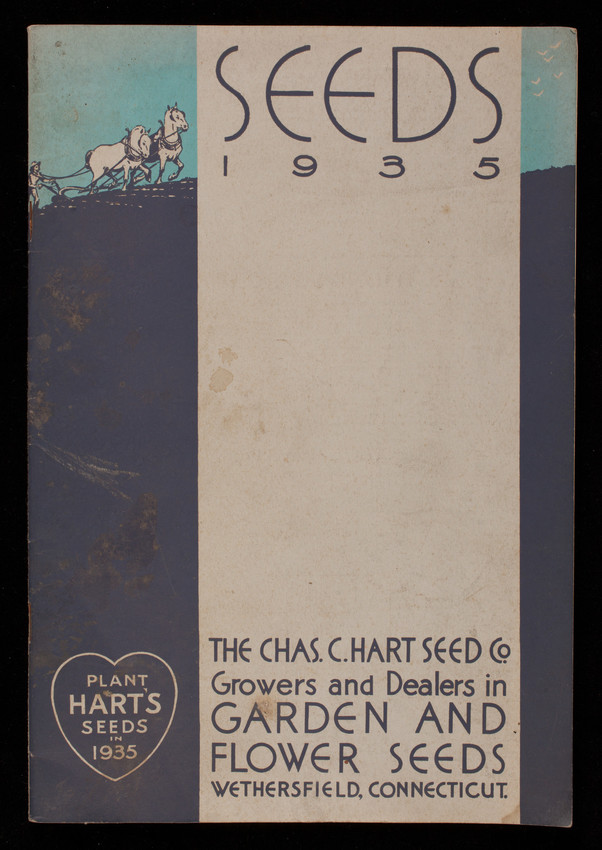 SEEDS
1935
THE CHAS. C. HART SEED Co
Growers and Dealers in
GARDEN AND
FLOWER SEEDS
WETHERSFIELD, CONNECTICUT.
PLANT
HART'S
SEEDS
IN
1935